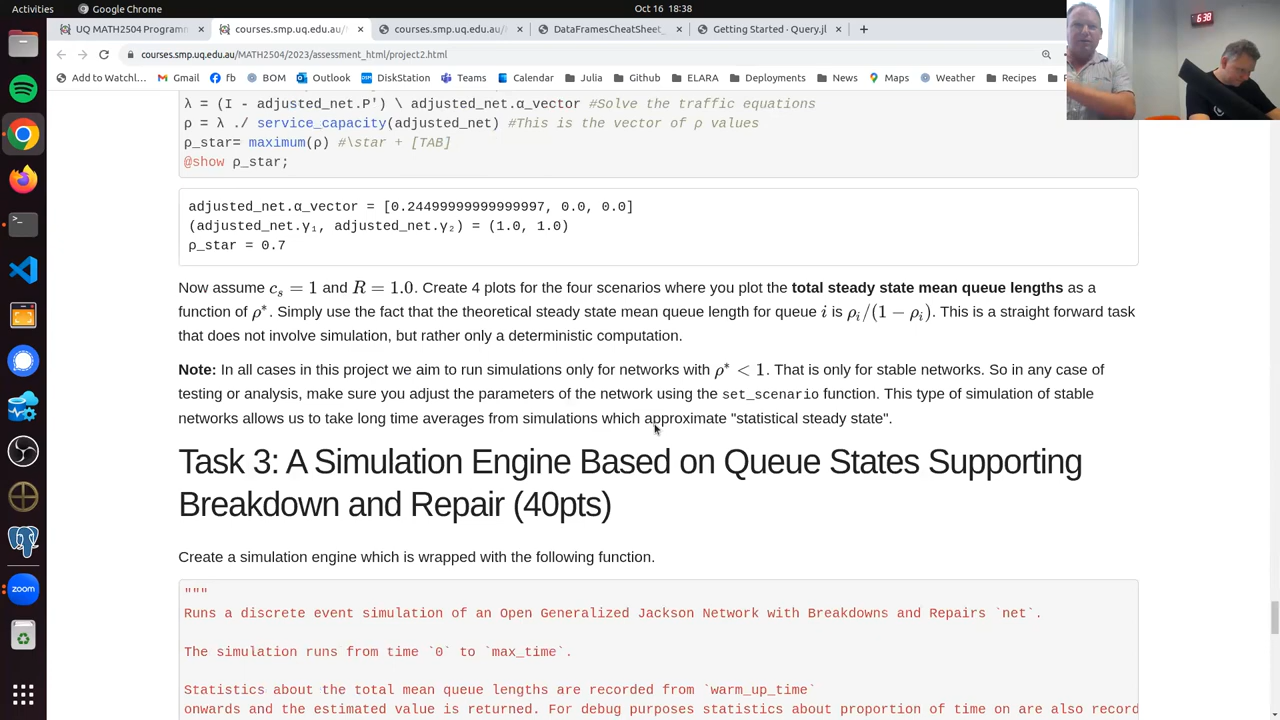 Activities
Google Chrome
Oct 16 18:38
UQ MATH2504 Programm
courses.smp.uq.edu.au/
courses.smp.uq.edu.au/
DataFramesCheatSheet_
Getting Started · Query.jl
courses.smp.uq.edu.au/MATH2504/2023/assessment_html/project2.html
Add to Watchl...
Gmail
fb
BOM
Outlook
DiskStation
Teams
Calendar
Julia
Github
ELARA
Deployments
News
Maps
Weather
Recipes
6:38
λ = (I - adjusted_net.P') \ adjusted_net.α_vector #Solve the traffic equations
ρ = λ ./ service_capacity(adjusted_net) #This is the vector of ρ values
ρ_star= maximum(ρ) #\star + [TAB]
@show ρ_star;
adjusted_net.α_vector = [0.24499999999999997, 0.0, 0.0]
(adjusted_net.γ₁, adjusted_net.γ₂) = (1.0, 1.0)
ρ_star = 0.7
Now assume c_s = 1 and R = 1.0. Create 4 plots for the four scenarios where you plot the total steady state mean queue lengths as a
function of ρ*. Simply use the fact that the theoretical steady state mean queue length for queue i is ρ_i/(1 − ρ_i). This is a straight forward task
that does not involve simulation, but rather only a deterministic computation.
Note: In all cases in this project we aim to run simulations only for networks with ρ* < 1. That is only for stable networks. So in any case of
testing or analysis, make sure you adjust the parameters of the network using the set_scenario function. This type of simulation of stable
networks allows us to take long time averages from simulations which approximate "statistical steady state".
Task 3: A Simulation Engine Based on Queue States Supporting
Breakdown and Repair (40pts)
Create a simulation engine which is wrapped with the following function.
"""
Runs a discrete event simulation of an Open Generalized Jackson Network with Breakdowns and Repairs `net`.
The simulation runs from time `0` to `max_time`.
Statistics about the total mean queue lengths are recorded from `warm_up_time`
onwards and the estimated value is returned. For debug purposes statistics about proportion of time on are also record
zoom